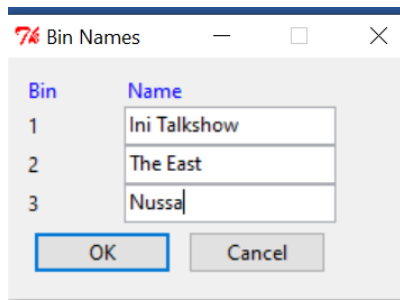 Bin Names
Bin Name
1 Ini Talkshow
2 The East
3 Nussa
OK Cancel